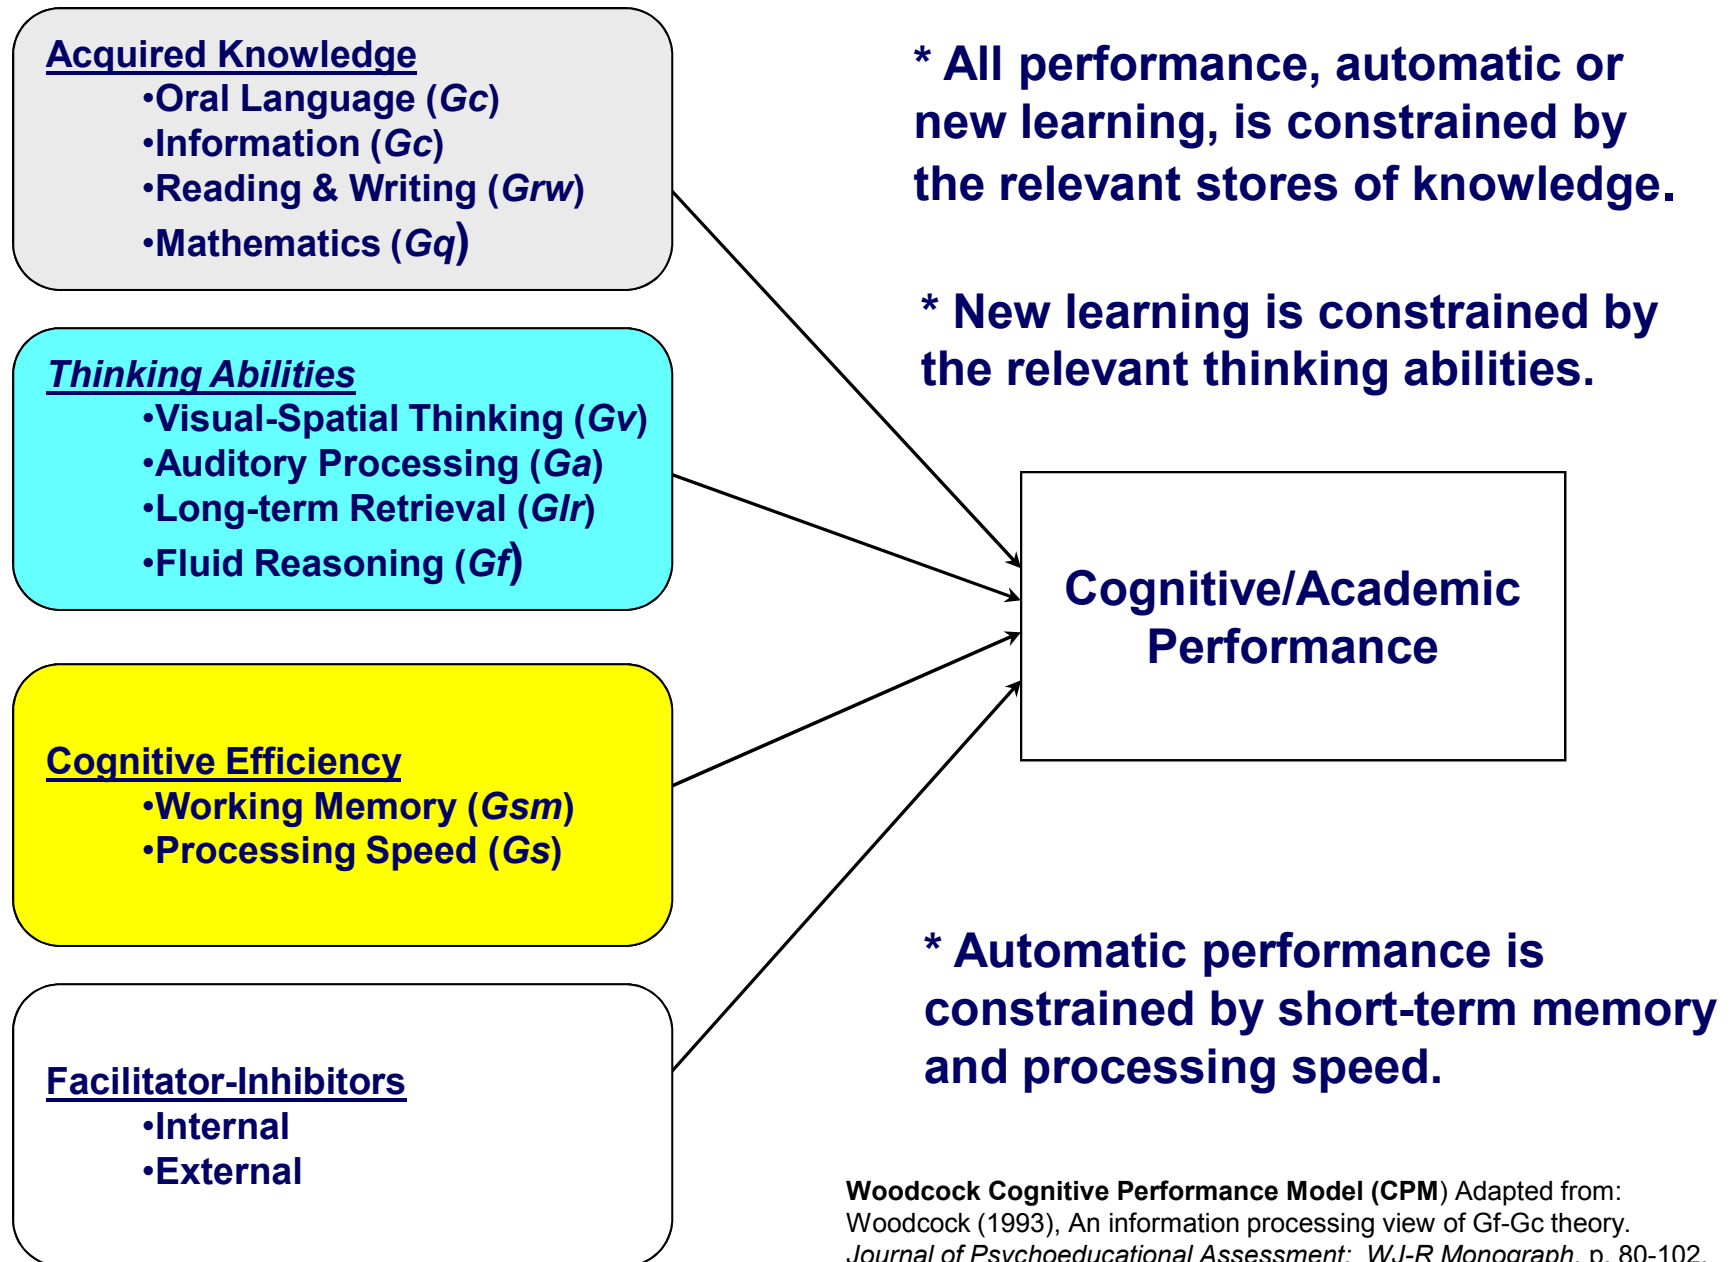 Acquired Knowledge
•Oral Language (Gc)
•Information (Gc)
•Reading & Writing (Grw)
•Mathematics (Gq)
Thinking Abilities
•Visual-Spatial Thinking (Gv)
•Auditory Processing (Ga)
•Long-term Retrieval (Glr)
•Fluid Reasoning (Gf)
Cognitive Efficiency
•Working Memory (Gsm)
•Processing Speed (Gs)
Facilitator-Inhibitors
•Internal
•External
* All performance, automatic or
new learning, is constrained by
the relevant stores of knowledge.
* New learning is constrained by
the relevant thinking abilities.
Cognitive/Academic
Performance
* Automatic performance is
constrained by short-term memory
and processing speed.
Woodcock Cognitive Performance Model (CPM) Adapted from:
Woodcock (1993), An information processing view of Gf-Gc theory.
Journal of Psychoeducational Assessment: WJ-R Monograph, p. 80-102.